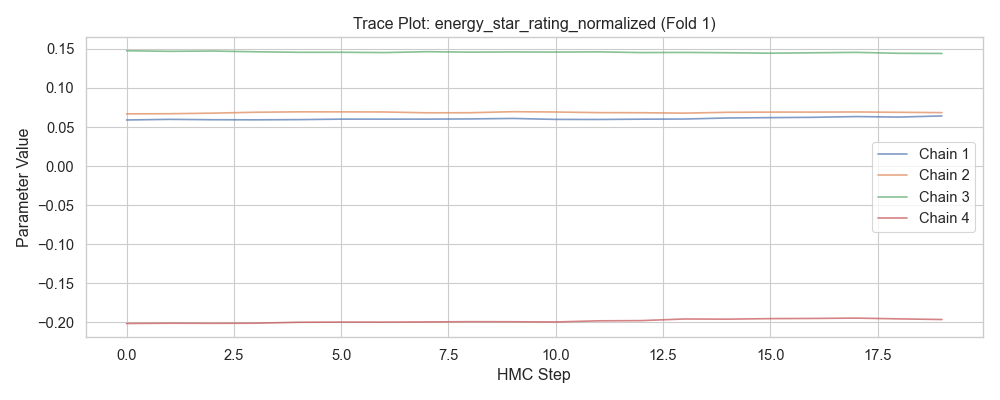 Trace Plot: energy_star_rating_normalized (Fold 1)
Parameter Value
0.15
0.10
0.05
0.00
−0.05
−0.10
−0.15
−0.20
Chain 1
Chain 2
Chain 3
Chain 4
0.0 2.5 5.0 7.5 10.0 12.5 15.0 17.5
HMC Step